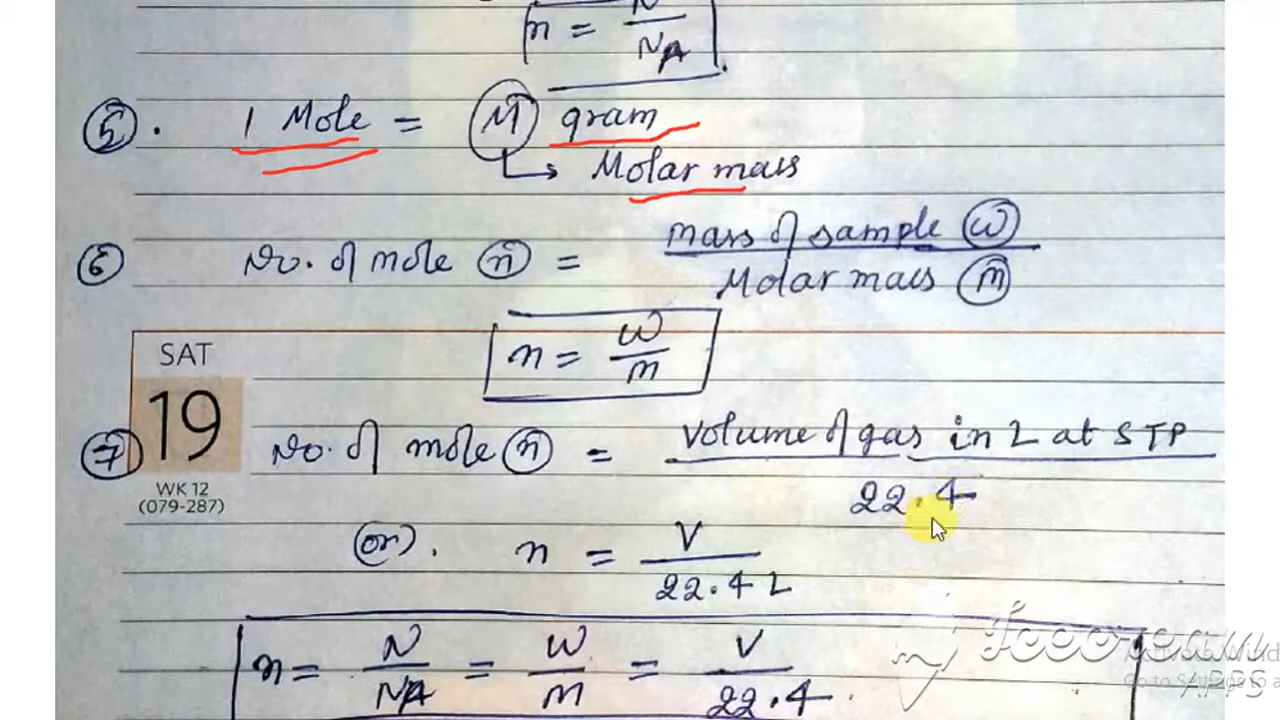 n = N / NA
5. 1 Mole = M gram
Molar mass
6 No. of mole n = mass of sample w / Molar mass m
n = w / m
SAT
19
WK 12
(079-287)
7 No. of mole n = volume of gas in L at STP / 22.4
(or). n = V / 22.4 L
n = N / NA = w / m = V / 22.4
APPS